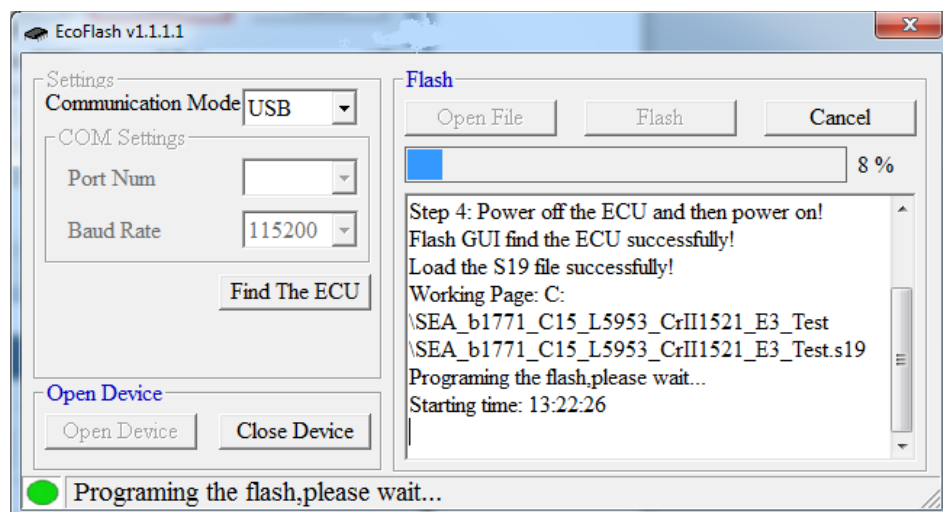 EcoFlash v1.1.1.1
Settings
Communication Mode USB
COM Settings
Port Num
Baud Rate 115200
Find The ECU
Open Device
Open Device Close Device
Flash
Open File Flash Cancel
8 %
Step 4: Power off the ECU and then power on!
Flash GUI find the ECU successfully!
Load the S19 file successfully!
Working Page: C:
\SEA_b1771_C15_L5953_CrII1521_E3_Test
\SEA_b1771_C15_L5953_CrII1521_E3_Test.s19
Programing the flash,please wait...
Starting time: 13:22:26
Programing the flash,please wait...